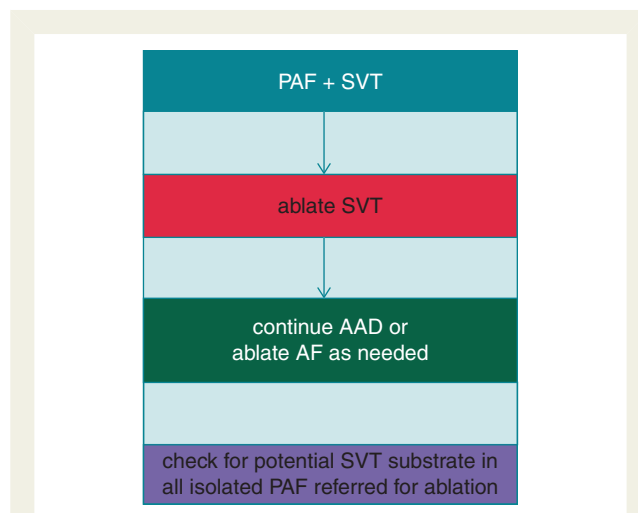 PAF + SVT
ablate SVT
continue AAD or
ablate AF as needed
check for potential SVT substrate in
all isolated PAF referred for ablation